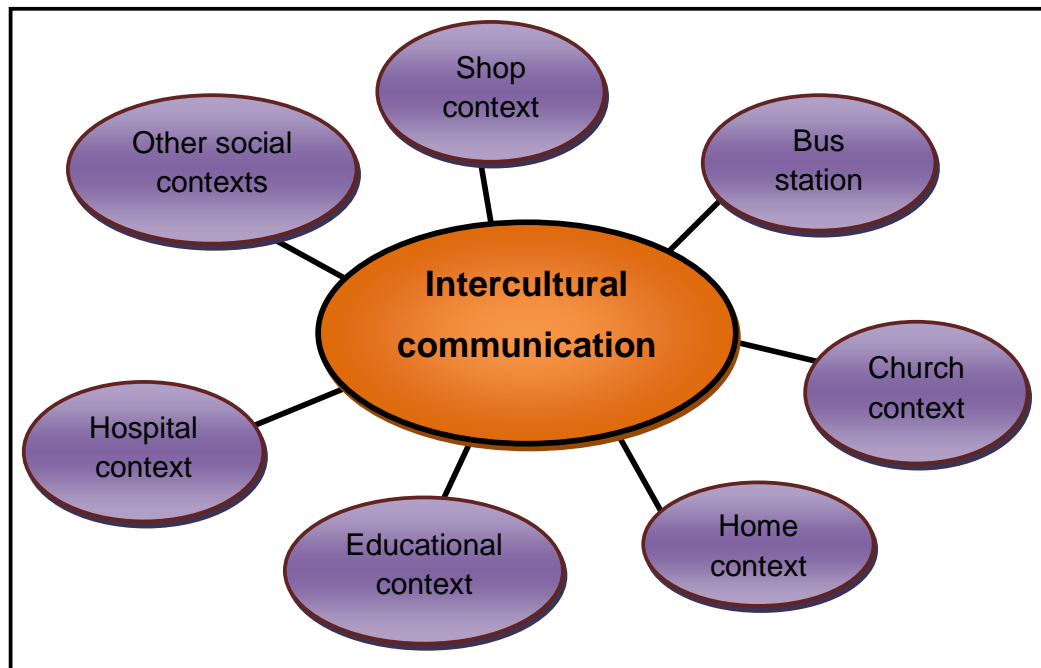 Shop
context
Other social
contexts
Bus
station
Intercultural
communication
Church
context
Hospital
context
Educational
context
Home
context